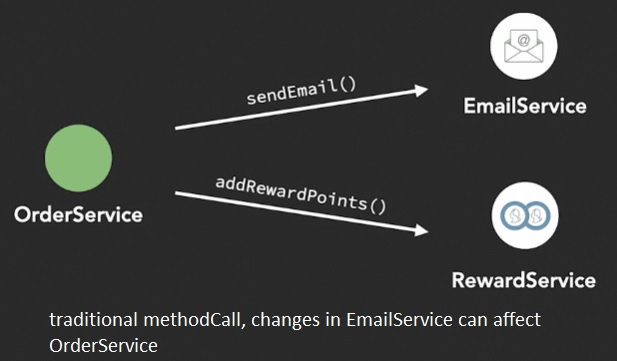 sendEmail()
EmailService
OrderService
addRewardPoints()
RewardService
traditional methodCall, changes in EmailService can affect
OrderService